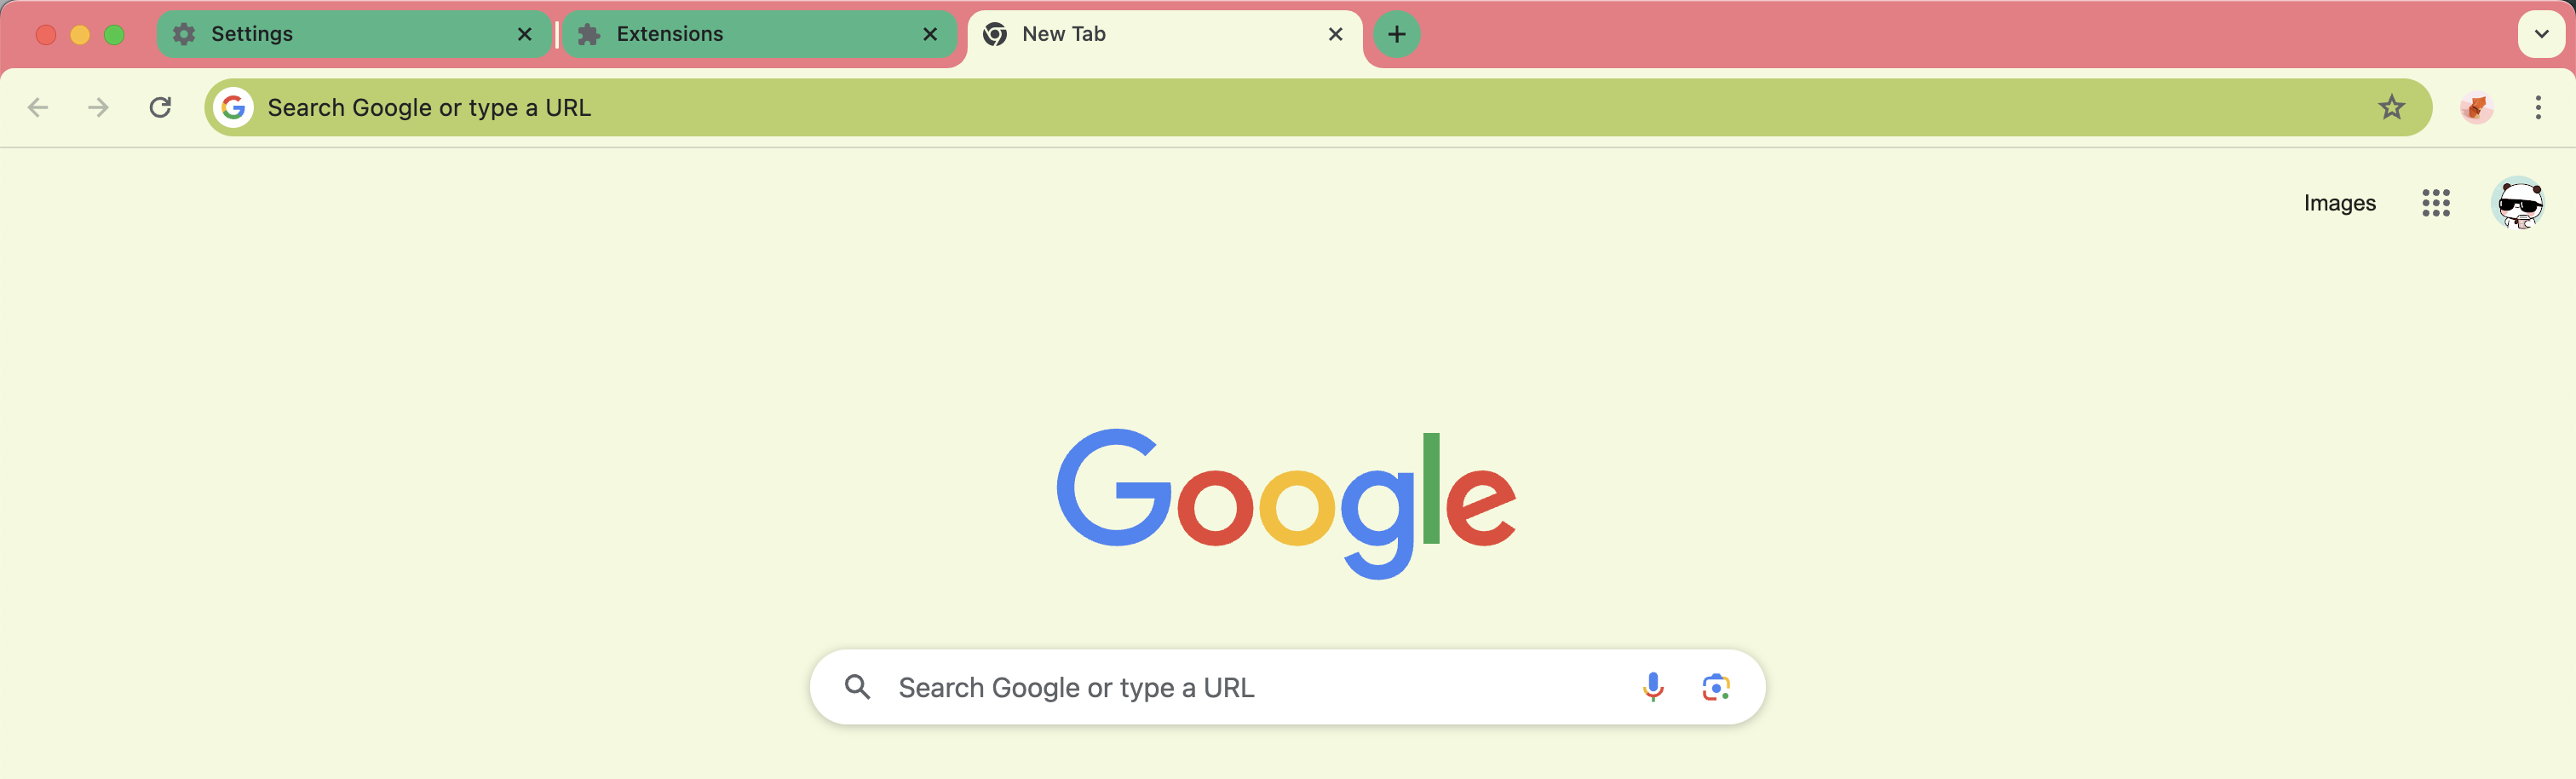 Settings
Extensions
New Tab
Search Google or type a URL
Images
Google
Search Google or type a URL